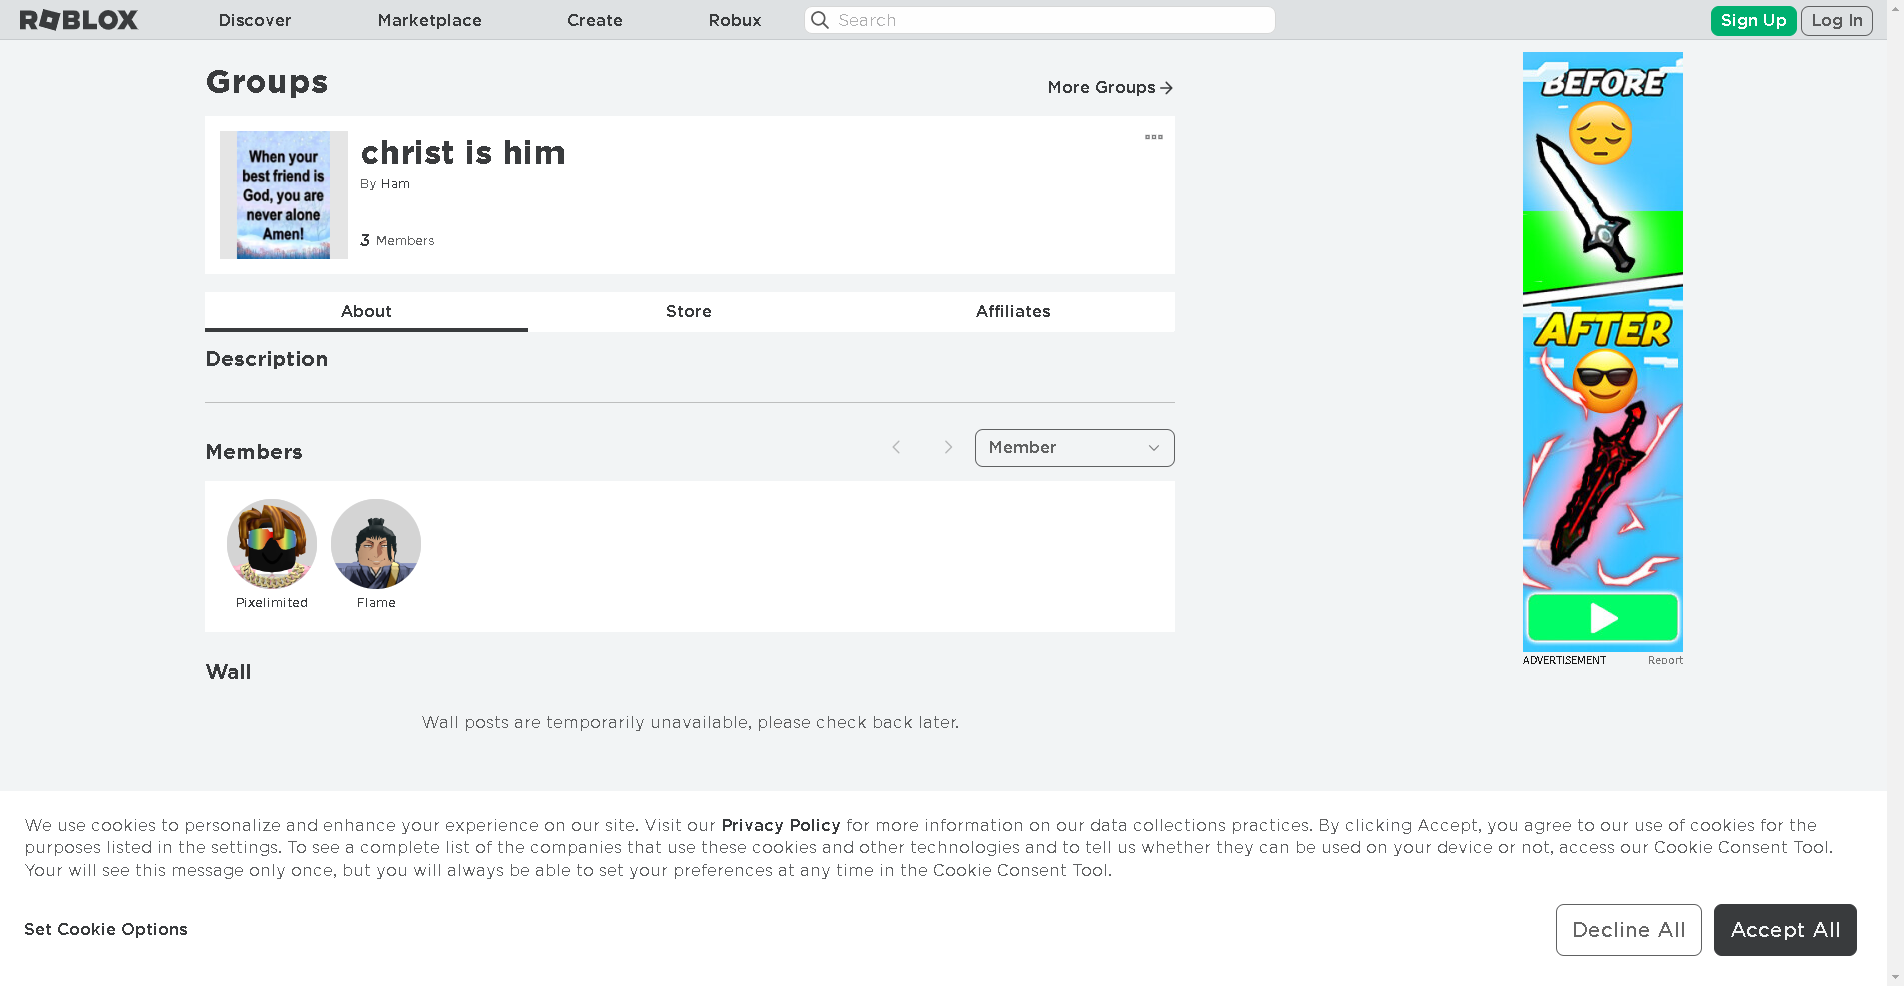 ROBLOX
Discover
Marketplace
Create
Robux
Search
Sign Up
Log In
Groups
More Groups
When your
best friend is
God, you are
never alone
Amen!
christ is him
By Ham
3 Members
About
Store
Affiliates
Description
Members
Member
Pixelimited
Flame
Wall
Wall posts are temporarily unavailable, please check back later.
BEFORE
AFTER
ADVERTISEMENT
Report
We use cookies to personalize and enhance your experience on our site. Visit our Privacy Policy for more information on our data collections practices. By clicking Accept, you agree to our use of cookies for the
purposes listed in the settings. To see a complete list of the companies that use these cookies and other technologies and to tell us whether they can be used on your device or not, access our Cookie Consent Tool.
Your will see this message only once, but you will always be able to set your preferences at any time in the Cookie Consent Tool.
Set Cookie Options
Decline All
Accept All